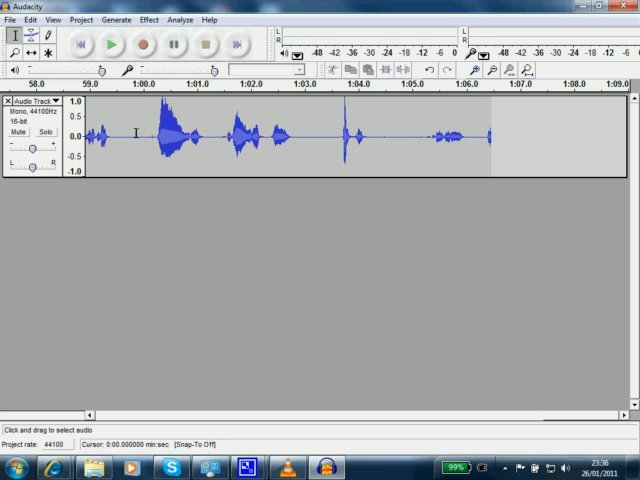 Audacity
File Edit View Project Generate Effect Analyze Help
L
R
-48 -42 -36 -30 -24 -18 -12 -6 0
L
R
-48 -42 -36 -30 -24 -18 -12 -6
58.0 59.0 1:00.0 1:01.0 1:02.0 1:03.0 1:04.0 1:05.0 1:06.0 1:07.0 1:08.0 1:09.0
X Audio Track
Mono, 44100Hz
16-bit
Mute Solo
- +
L R
1.0
0.5
0.0
-0.5
-1.0
Click and drag to select audio
Project rate: 44100 Cursor: 0:00.000000 min:sec [Snap-To Off]
99%
23:36
26/01/2011